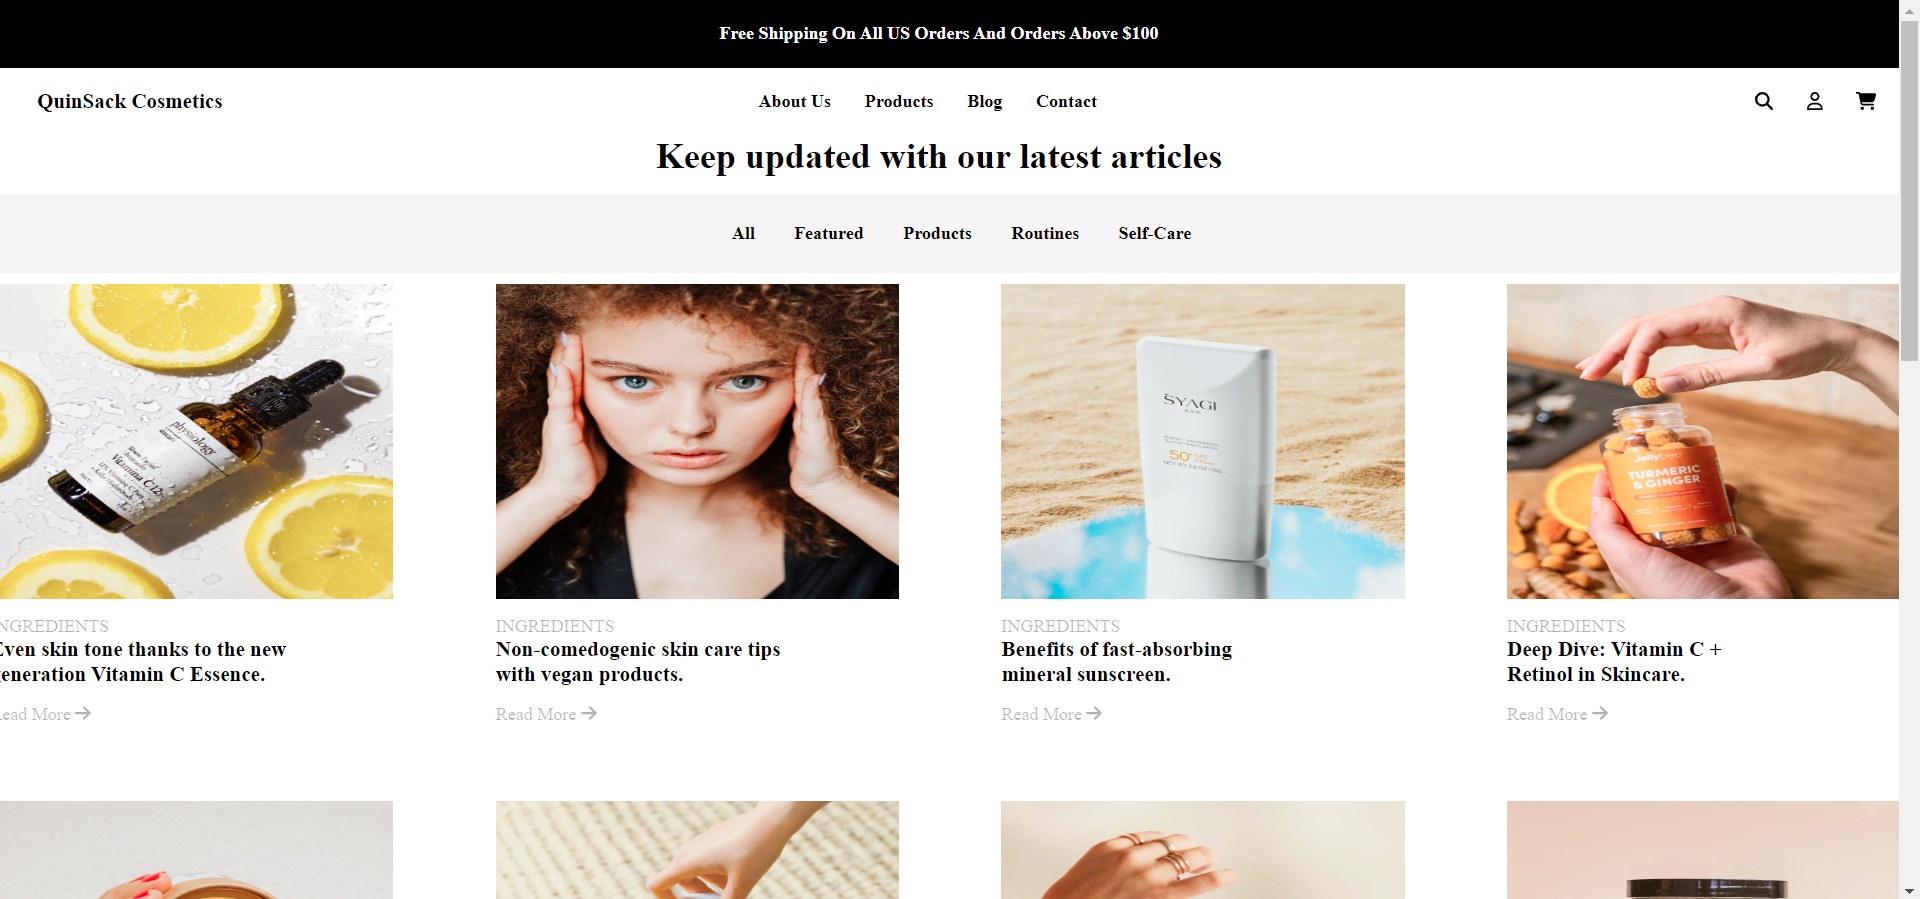 Free Shipping On All US Orders And Orders Above $100
QuinSack Cosmetics
About Us
Products
Blog
Contact
Keep updated with our latest articles
All
Featured
Products
Routines
Self-Care
physiology
Vitamina C12
SYAGI
50+ SPF
Jellybee
TURMERIC
& GINGER
NGREDIENTS
Even skin tone thanks to the new
eneration Vitamin C Essence.
ead More
INGREDIENTS
Non-comedogenic skin care tips
with vegan products.
Read More
INGREDIENTS
Benefits of fast-absorbing
mineral sunscreen.
Read More
INGREDIENTS
Deep Dive: Vitamin C +
Retinol in Skincare.
Read More